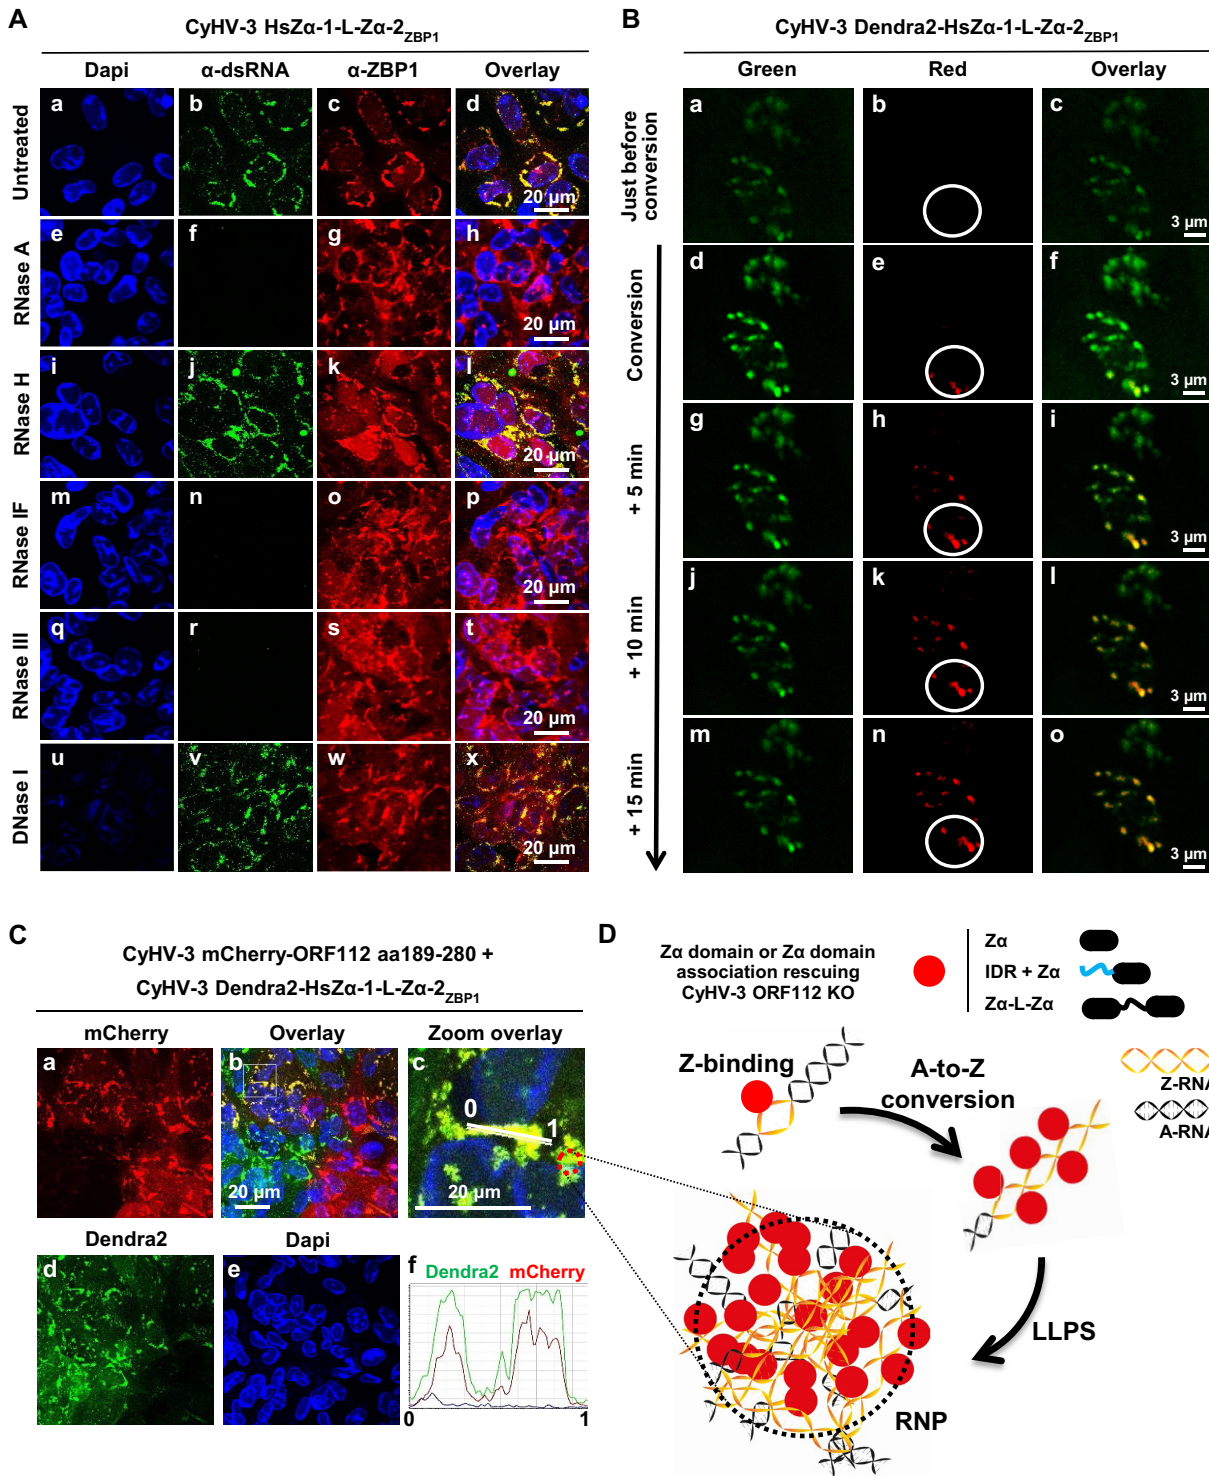 A
CyHV-3 HsZα-1-L-Zα-2ZBP1
Dapi α-dsRNA α-ZBP1 Overlay
Untreated
a b c d
20 µm
RNase A
e f g h
20 µm
RNase H
i j k l
20 µm
RNase IF
m n o p
20 µm
RNase III
q r s t
20 µm
DNase I
u v w x
20 µm
B
CyHV-3 Dendra2-HsZα-1-L-Zα-2ZBP1
Green Red Overlay
Just before
conversion
a b c
3 µm
Conversion
d e f
3 µm
+ 5 min
g h i
3 µm
+ 10 min
j k l
3 µm
+ 15 min
m n o
3 µm
C
CyHV-3 mCherry-ORF112 aa189-280 +
CyHV-3 Dendra2-HsZα-1-L-Zα-2ZBP1
mCherry Overlay Zoom overlay
a b c
0
1
20 µm
20 µm
Dendra2 Dapi
d e f
Dendra2 mCherry
0 1
D
Zα domain or Zα domain
association rescuing
CyHV-3 ORF112 KO
Zα
IDR + Zα
Zα-L-Zα
Z-binding
A-to-Z
conversion
Z-RNA
A-RNA
LLPS
RNP